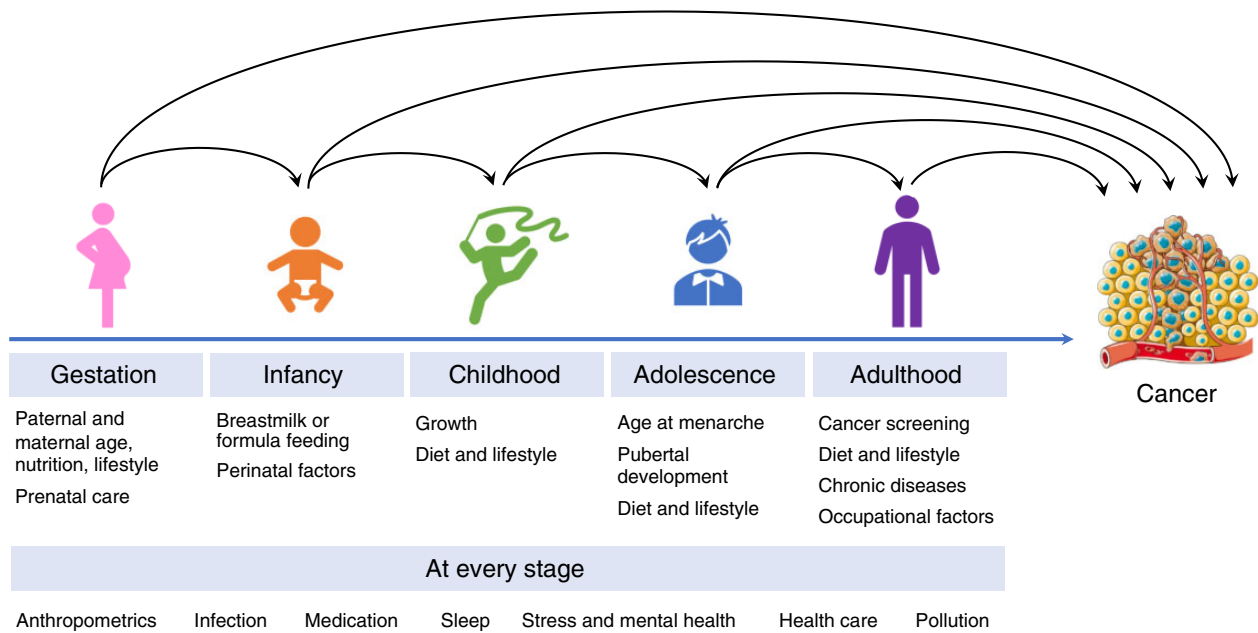 Gestation
Paternal and
maternal age,
nutrition, lifestyle
Prenatal care
Infancy
Breastmilk or
formula feeding
Perinatal factors
Childhood
Growth
Diet and lifestyle
Adolescence
Age at menarche
Pubertal
development
Diet and lifestyle
Adulthood
Cancer screening
Diet and lifestyle
Chronic diseases
Occupational factors
Cancer
At every stage
Anthropometrics Infection Medication Sleep Stress and mental health Health care Pollution